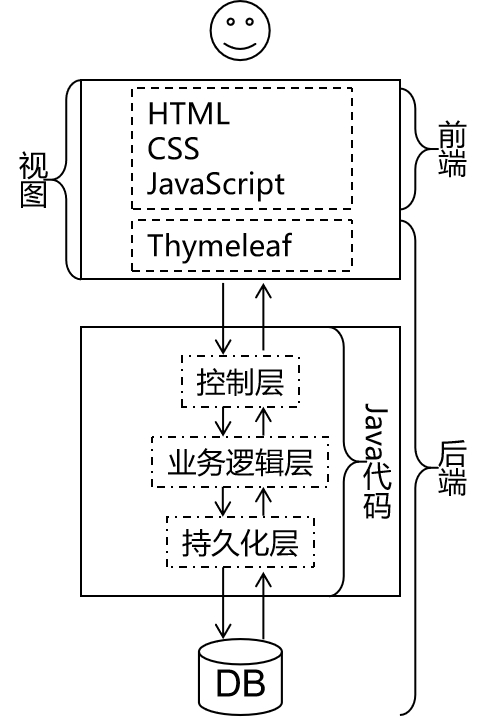 视图
HTML
CSS
JavaScript
前端
Thymeleaf
控制层
业务逻辑层
持久化层
Java代码
后端
DB